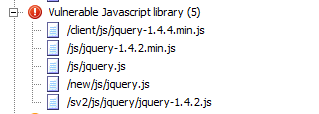 Vulnerable Javascript library (5)
/client/js/jquery-1.4.4.min.js
/js/jquery-1.4.2.min.js
/js/jquery.js
/new/js/jquery.js
/sv2/js/jquery/jquery-1.4.2.js